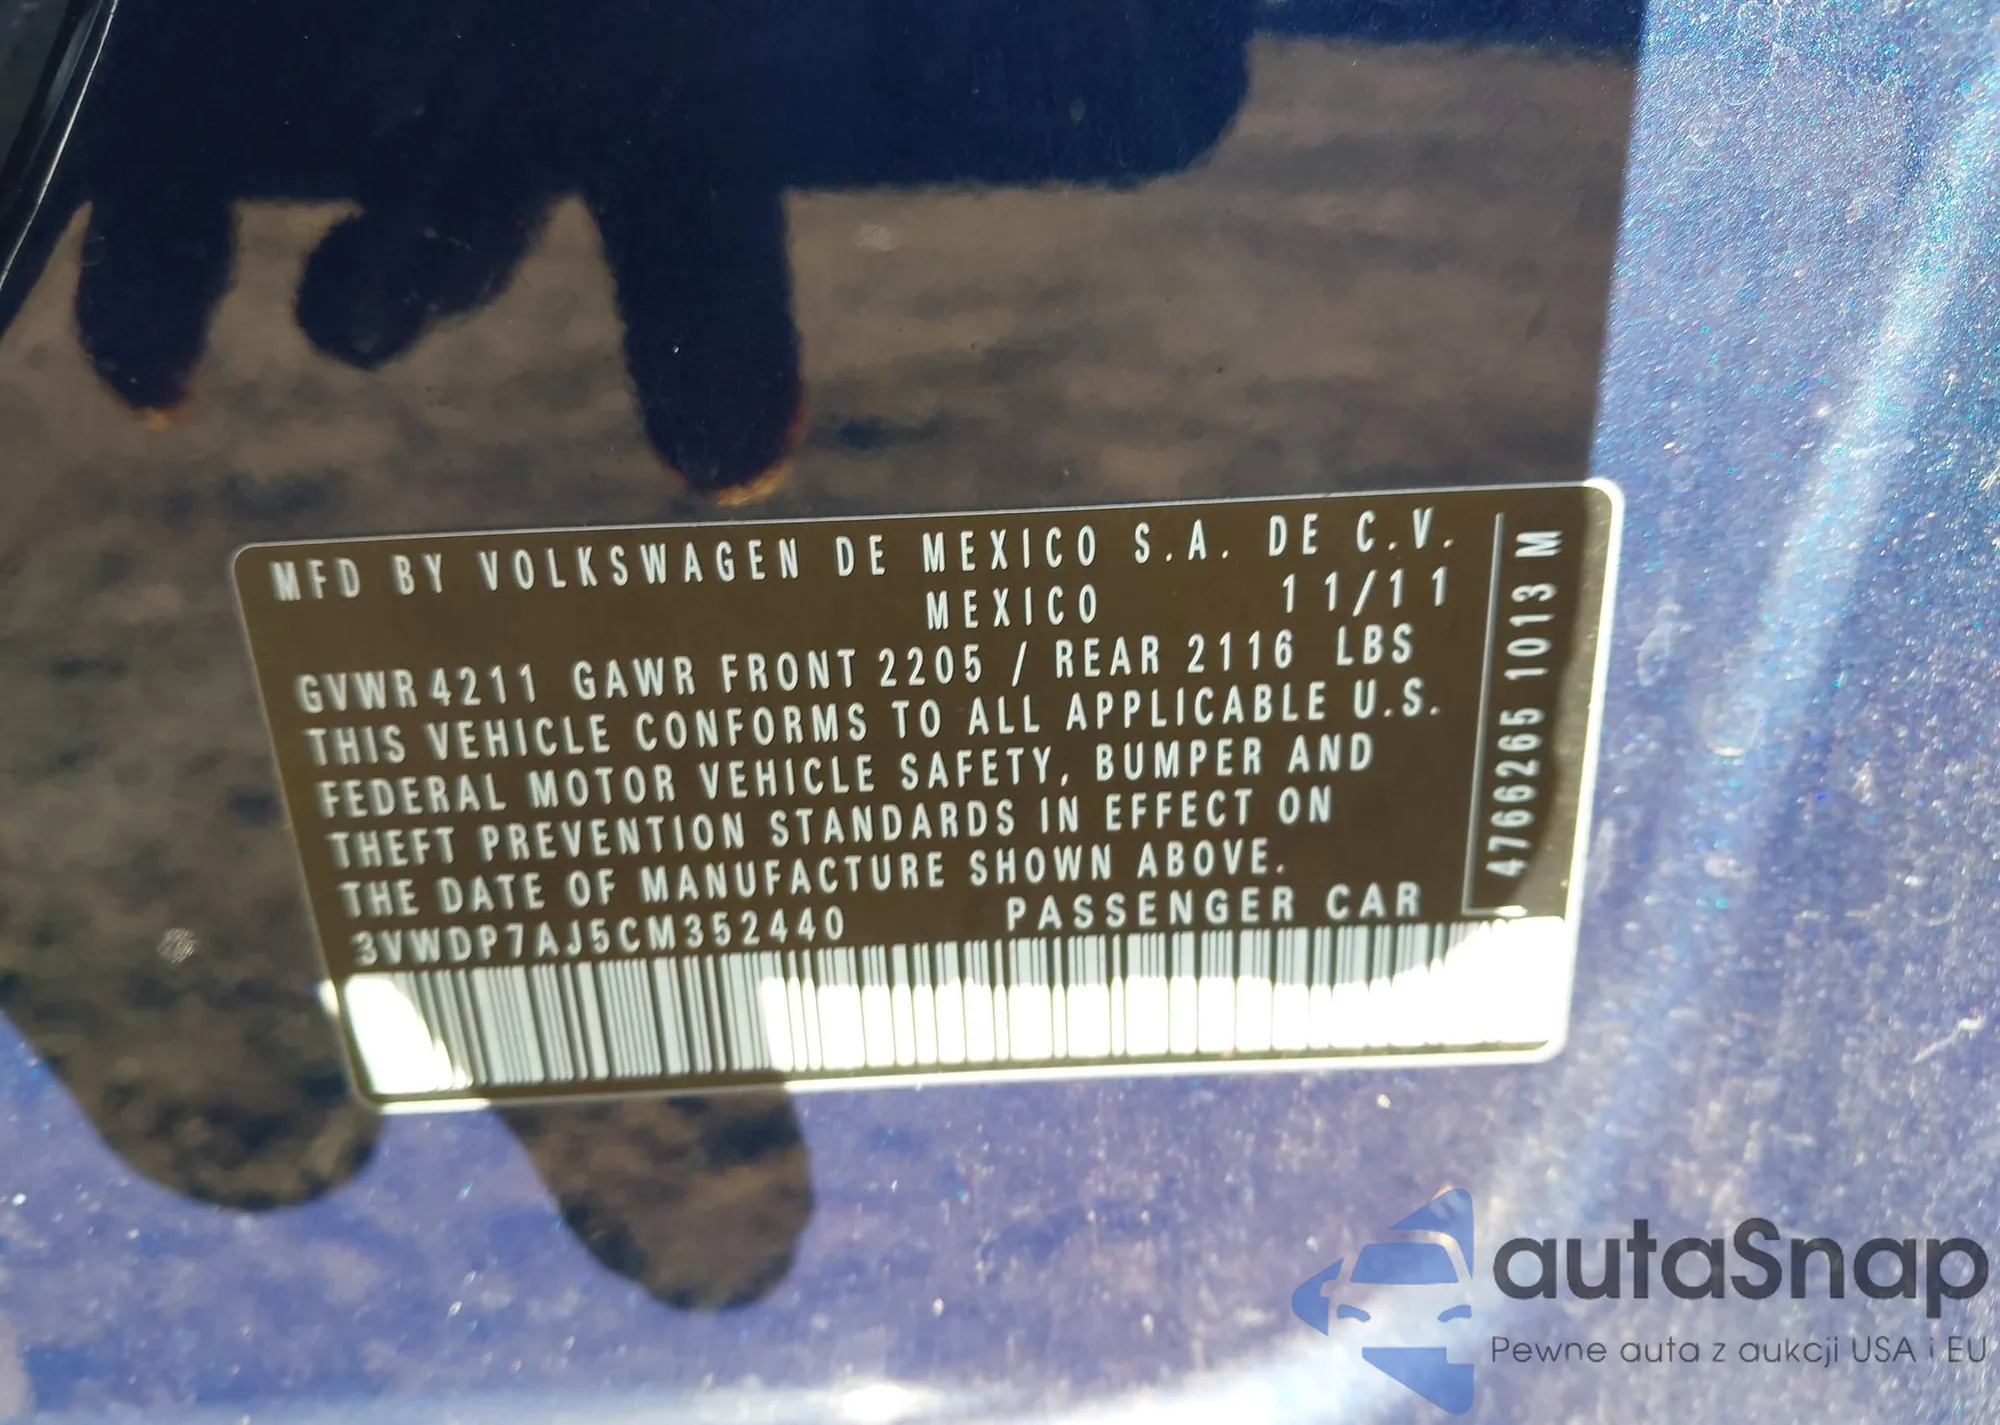 MFD BY VOLKSWAGEN DE MEXICO S.A. DE C.V.
MEXICO 11/11
GVWR 4211 GAWR FRONT 2205 / REAR 2116 LBS
THIS VEHICLE CONFORMS TO ALL APPLICABLE U.S.
FEDERAL MOTOR VEHICLE SAFETY, BUMPER AND
THEFT PREVENTION STANDARDS IN EFFECT ON
THE DATE OF MANUFACTURE SHOWN ABOVE.
3VWDP7AJ5CM352440 PASSENGER CAR
4766265 1013 M
autaSnap
Pewne auta z aukcji USA i EU